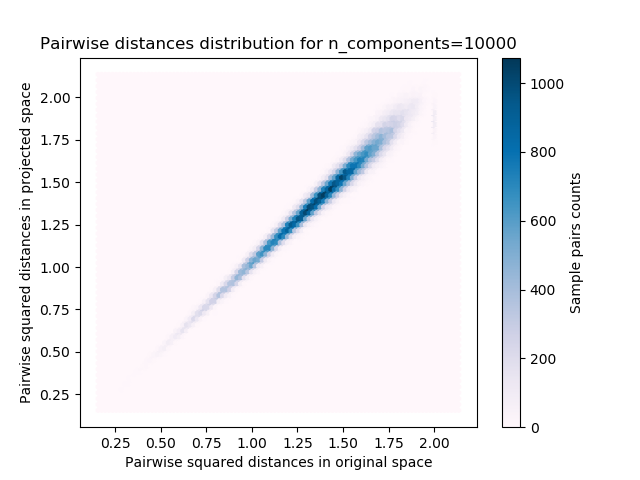 Pairwise distances distribution for n_components=10000
Pairwise squared distances in projected space
2.00
1.75
1.50
1.25
1.00
0.75
0.50
0.25
0.25 0.50 0.75 1.00 1.25 1.50 1.75 2.00
Pairwise squared distances in original space
1000
800
600
400
200
0
Sample pairs counts